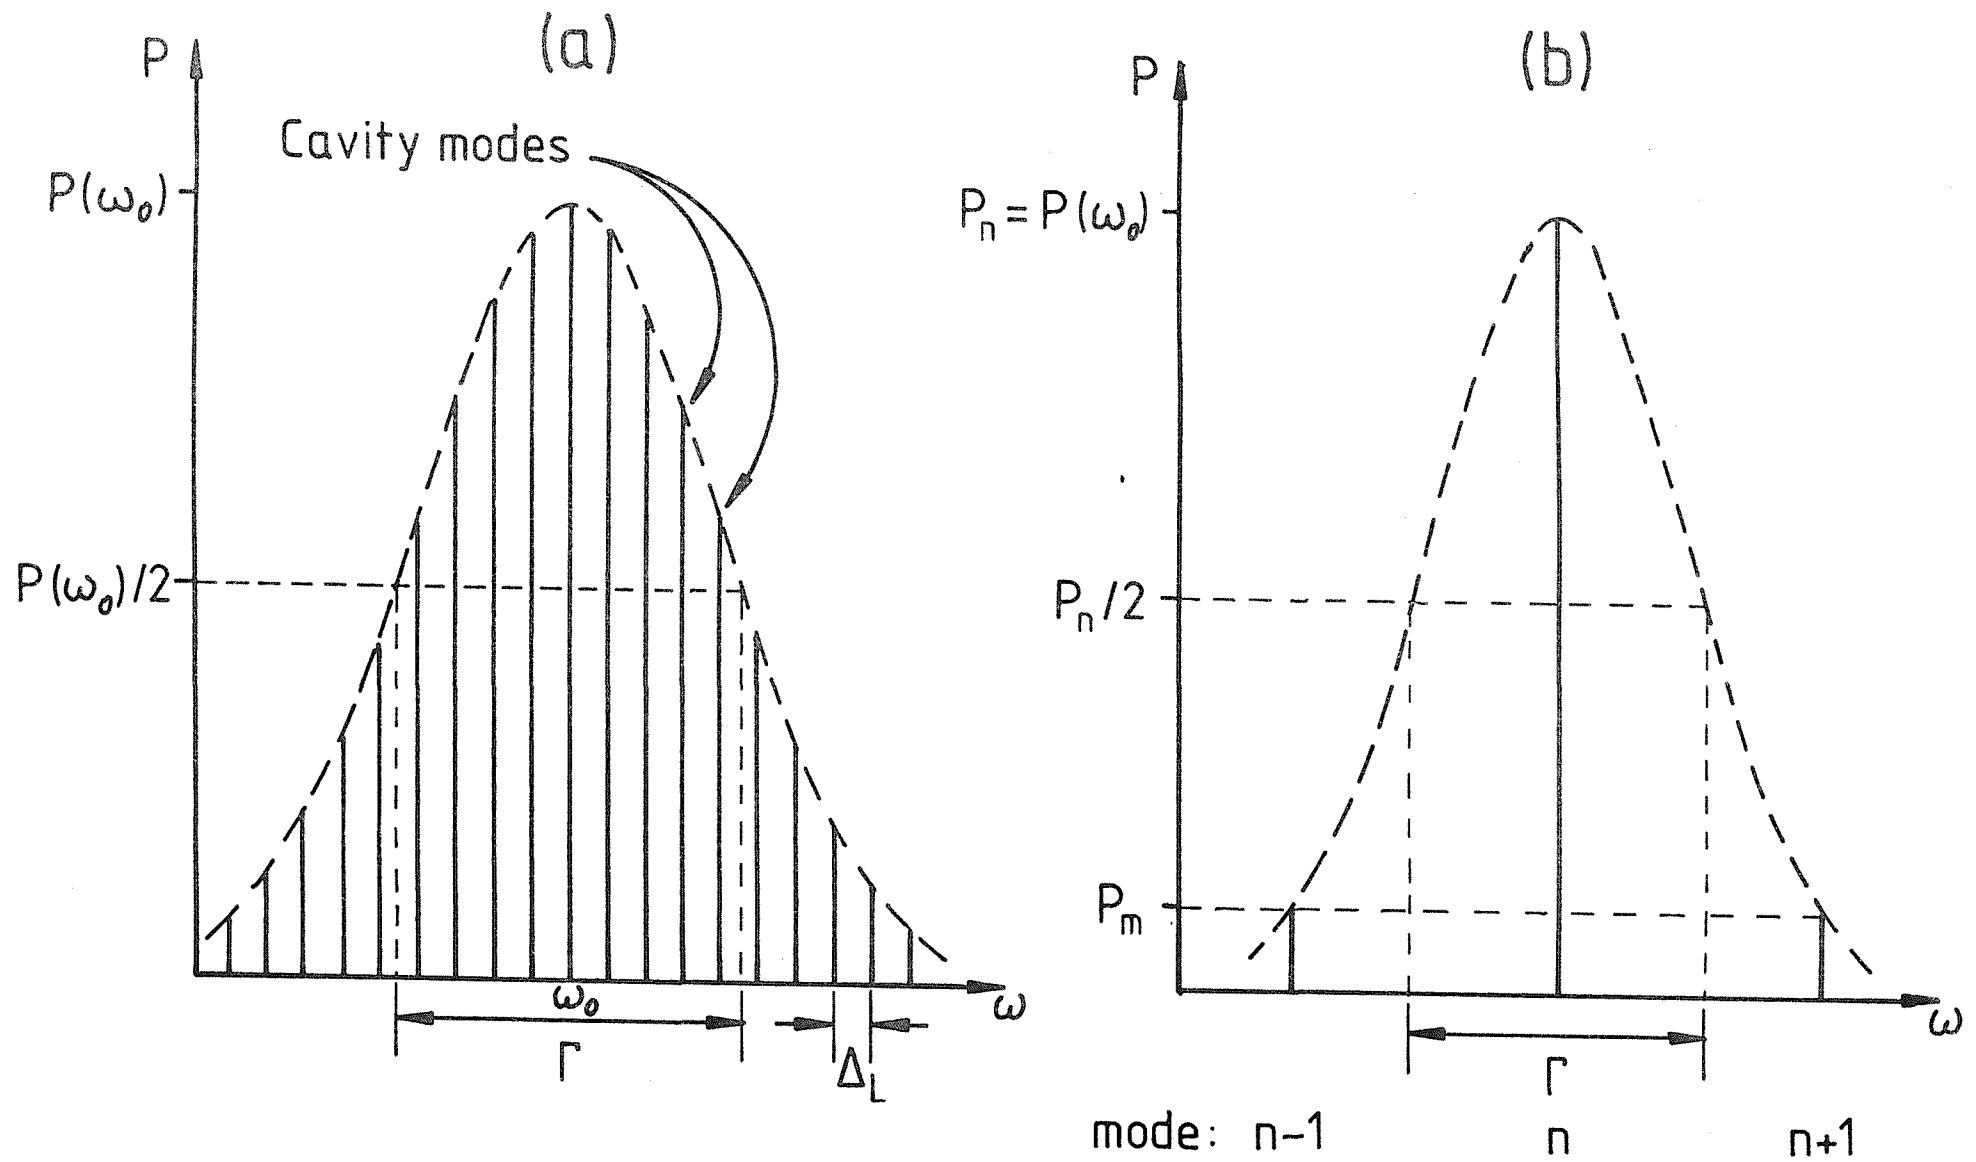 (a)
P
Cavity modes
P(ω₀)
P(ω₀)/2
ω₀
ω
Γ
Δ_L
(b)
P
Pₙ = P(ω₀)
Pₙ/2
Pₘ
ω
Γ
mode: n-1 n n+1